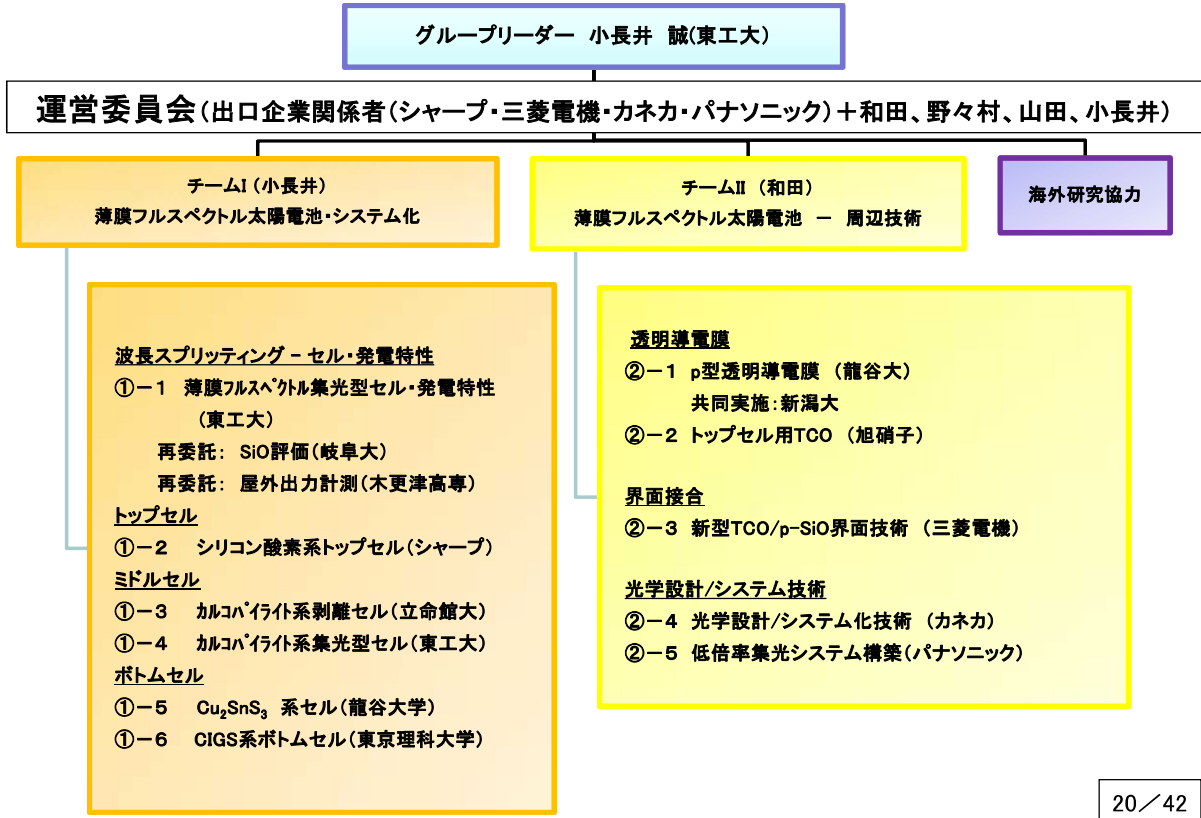 グループリーダー 小長井 誠(東工大)
運営委員会(出口企業関係者(シャープ・三菱電機・カネカ・パナソニック)+和田、野々村、山田、小長井)
チームI (小長井)
薄膜フルスペクトル太陽電池・システム化
チームII (和田)
薄膜フルスペクトル太陽電池 － 周辺技術
海外研究協力
波長スプリッティング－セル・発電特性
①－1 薄膜ﾌﾙｽﾍﾟｸﾄﾙ集光型セル・発電特性
(東工大)
再委託: SiO評価(岐阜大)
再委託: 屋外出力計測(木更津高専)
トップセル
①－2 シリコン酸素系トップセル(シャープ)
ミドルセル
①－3 ｶﾙｺﾊﾟｲﾗｲﾄ系剥離セル(立命館大)
①－4 ｶﾙｺﾊﾟｲﾗｲﾄ系集光型セル(東工大)
ボトムセル
①－5 Cu₂SnS₃ 系セル(龍谷大学)
①－6 CIGS系ボトムセル(東京理科大学)
透明導電膜
②－1 p型透明導電膜 (龍谷大)
共同実施:新潟大
②－2 トップセル用TCO (旭硝子)
界面接合
②－3 新型TCO/p-SiO界面技術 (三菱電機)
光学設計/システム技術
②－4 光学設計/システム化技術 (カネカ)
②－5 低倍率集光システム構築(パナソニック)
20／42